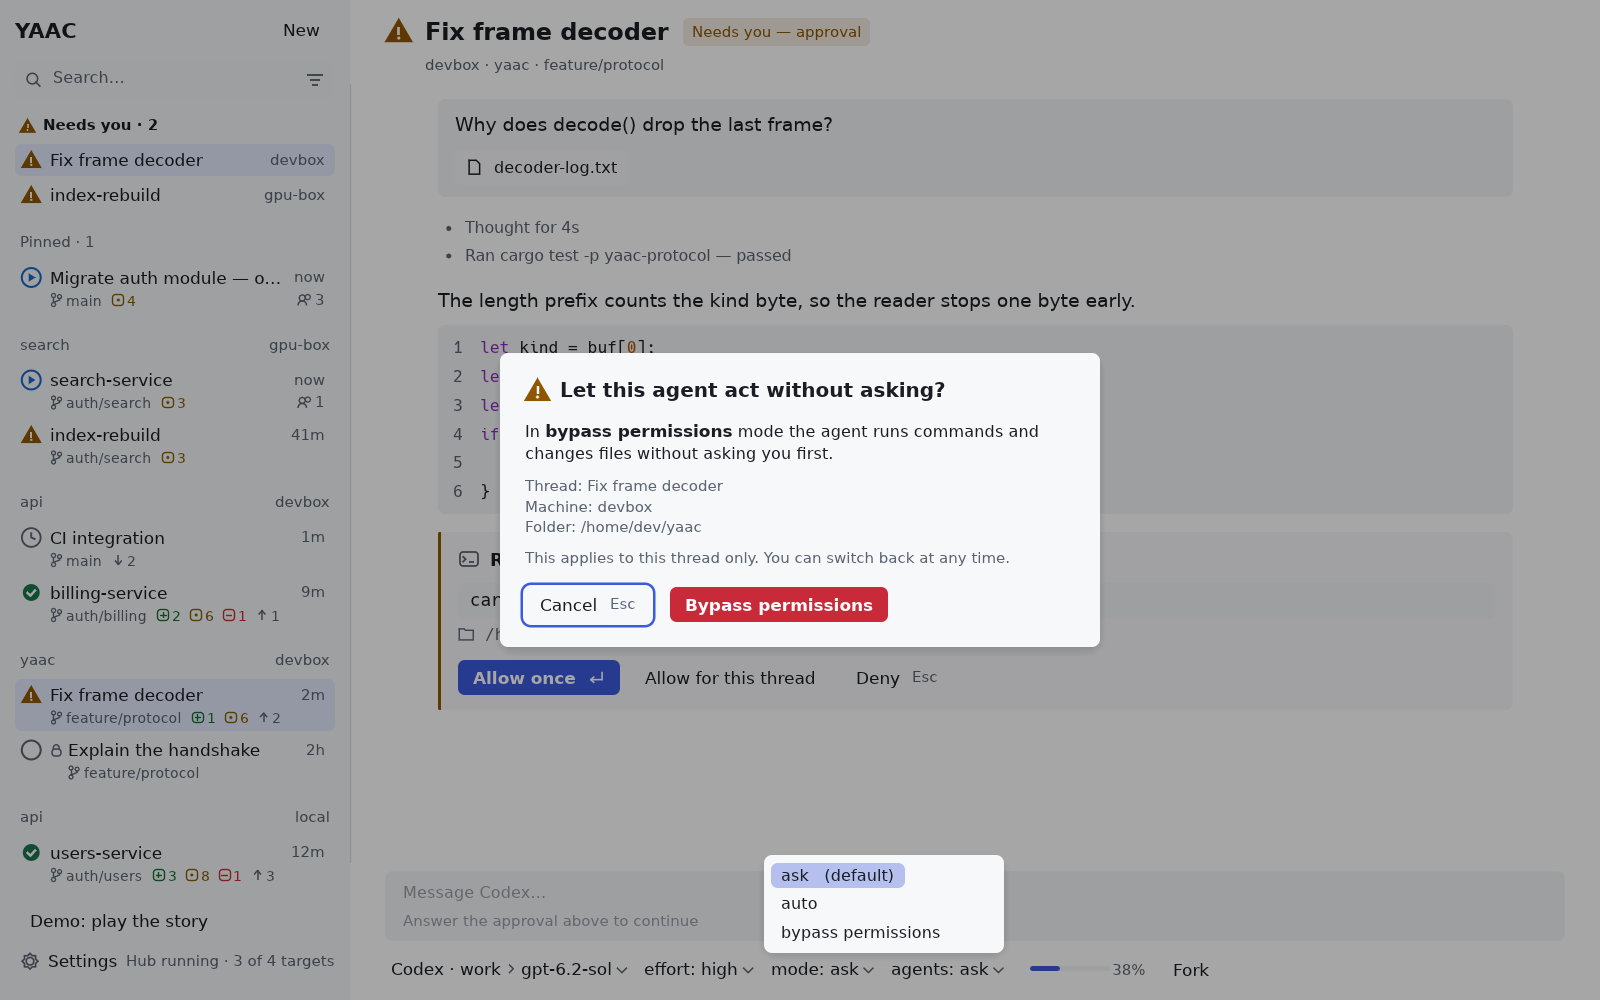 YAAC New
Search...
Needs you · 2
Fix frame decoder devbox
index-rebuild gpu-box
Pinned · 1
Migrate auth module — o… now
main 4 3
search gpu-box
search-service now
auth/search 3 1
index-rebuild 41m
auth/search 3
api devbox
CI integration 1m
main 2
billing-service 9m
auth/billing 2 6 1 1
yaac devbox
Fix frame decoder 2m
feature/protocol 1 6 2
Explain the handshake 2h
feature/protocol
api local
users-service 12m
auth/users 3 8 1 3
Demo: play the story
Settings Hub running · 3 of 4 targets
Fix frame decoder Needs you — approval
devbox · yaac · feature/protocol
Why does decode() drop the last frame?
decoder-log.txt
• Thought for 4s
• Ran cargo test -p yaac-protocol — passed
The length prefix counts the kind byte, so the reader stops one byte early.
1 let kind = buf[0];
2 le
3 le
4 if
5
6 }
Let this agent act without asking?
In bypass permissions mode the agent runs commands and
changes files without asking you first.
Thread: Fix frame decoder
Machine: devbox
Folder: /home/dev/yaac
This applies to this thread only. You can switch back at any time.
Cancel Esc Bypass permissions
R
car
/h
Allow once Allow for this thread Deny Esc
ask (default)
auto
bypass permissions
Message Codex…
Answer the approval above to continue
Codex · work gpt-6.2-sol effort: high mode: ask agents: ask 38% Fork